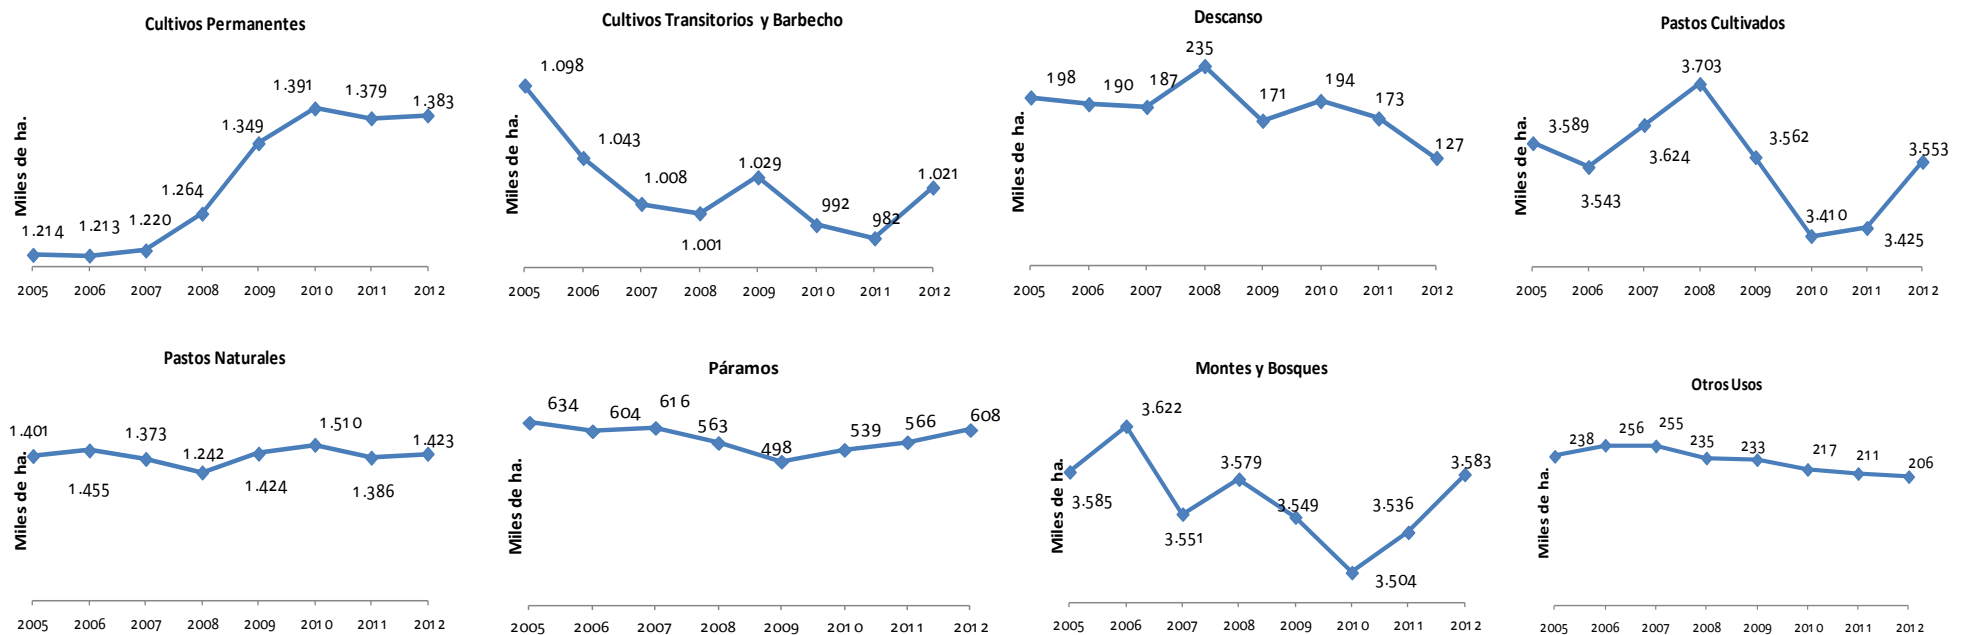 Cultivos Permanentes
Miles de ha.
1.214
1.213
1.220
1.264
1.349
1.391
1.379
1.383
2005 2006 2007 2008 2009 2010 2011 2012
Cultivos Transitorios y Barbecho
Miles de ha.
1.098
1.043
1.008
1.001
1.029
992
982
1.021
2005 2006 2007 2008 2009 2010 2011 2012
Descanso
Miles de ha.
198
190
187
235
171
194
173
127
2005 2006 2007 2008 2009 2010 2011 2012
Pastos Cultivados
Miles de ha.
3.589
3.543
3.624
3.703
3.562
3.410
3.425
3.553
2005 2006 2007 2008 2009 2010 2011 2012
Pastos Naturales
Miles de ha.
1.401
1.455
1.373
1.242
1.424
1.510
1.386
1.423
2005 2006 2007 2008 2009 2010 2011 2012
Páramos
Miles de ha.
634
604
616
563
498
539
566
608
2005 2006 2007 2008 2009 2010 2011 2012
Montes y Bosques
Miles de ha.
3.585
3.622
3.551
3.579
3.549
3.504
3.536
3.583
2005 2006 2007 2008 2009 2010 2011 2012
Otros Usos
Miles de ha.
238
256
255
235
233
217
211
206
2005 2006 2007 2008 2009 2010 2011 2012